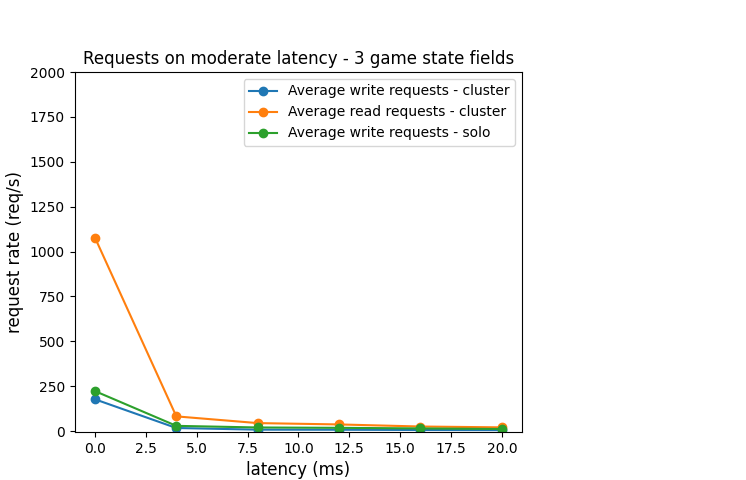 Requests on moderate latency - 3 game state fields
Average write requests - cluster
Average read requests - cluster
Average write requests - solo
request rate (req/s)
2000
1750
1500
1250
1000
750
500
250
0
0.0 2.5 5.0 7.5 10.0 12.5 15.0 17.5 20.0
latency (ms)